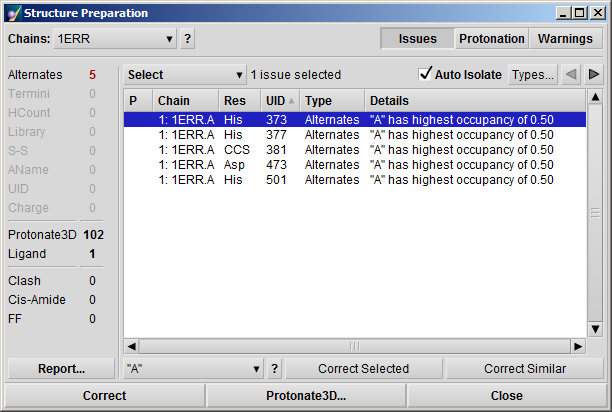 Structure Preparation
Chains: 1ERR ? Issues Protonation Warnings
Alternates 5 Select 1 issue selected Auto Isolate Types...
Termini 0
HCount 0
Library 0
S-S 0
AName 0
UID 0
Charge 0
Protonate3D 102
Ligand 1
Clash 0
Cis-Amide 0
FF 0
P Chain Res UID Type Details
1: 1ERR.A His 373 Alternates "A" has highest occupancy of 0.50
1: 1ERR.A His 377 Alternates "A" has highest occupancy of 0.50
1: 1ERR.A CCS 381 Alternates "A" has highest occupancy of 0.50
1: 1ERR.A Asp 473 Alternates "A" has highest occupancy of 0.50
1: 1ERR.A His 501 Alternates "A" has highest occupancy of 0.50
Report... "A" ? Correct Selected Correct Similar
Correct Protonate3D... Close